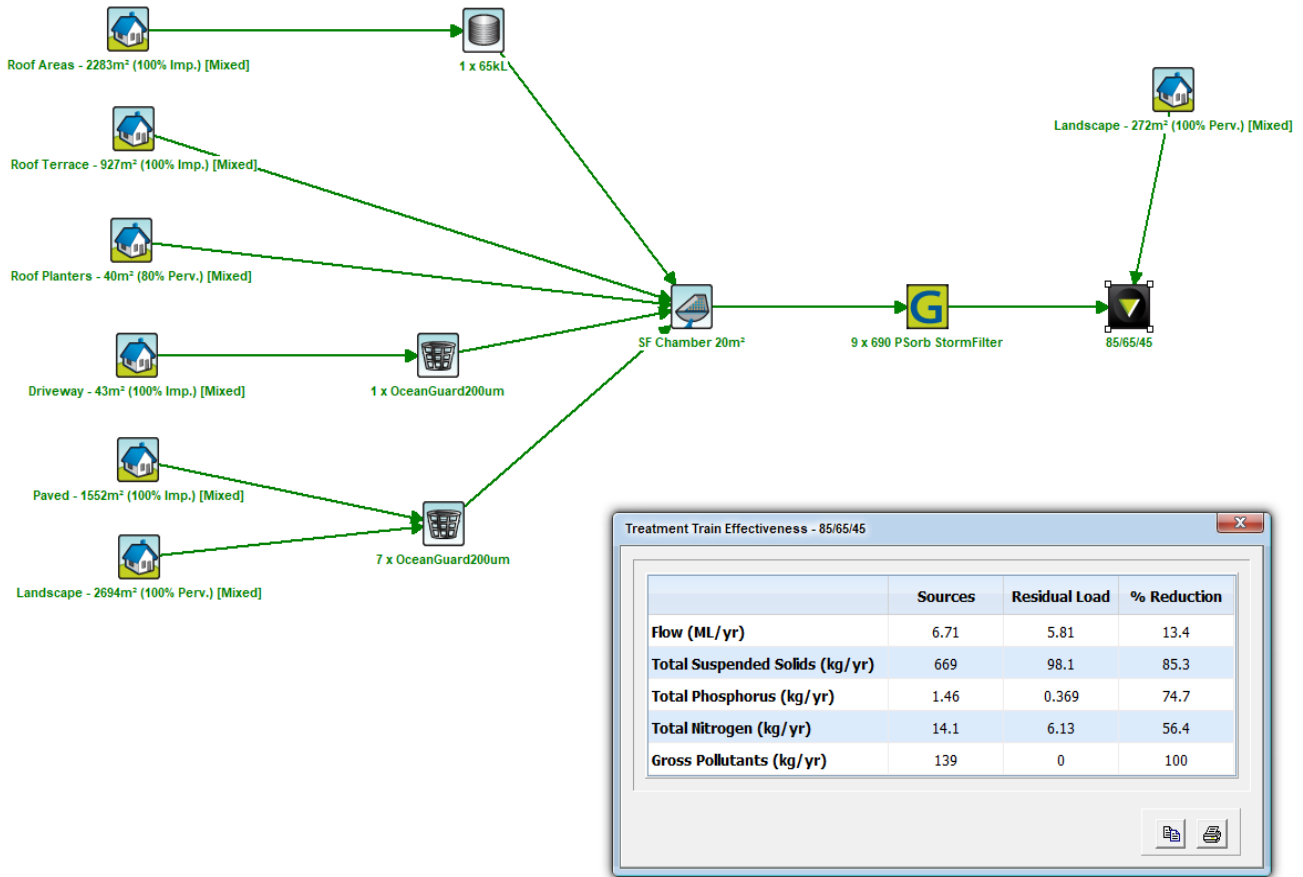 Roof Areas - 2283m² (100% Imp.) [Mixed]
1 x 65kL
Landscape - 272m² (100% Perv.) [Mixed]
Roof Terrace - 927m² (100% Imp.) [Mixed]
Roof Planters - 40m² (80% Perv.) [Mixed]
SF Chamber 20m²
G
9 x 690 PSorb StormFilter
85/65/45
Driveway - 43m² (100% Imp.) [Mixed]
1 x OceanGuard200um
Paved - 1552m² (100% Imp.) [Mixed]
7 x OceanGuard200um
Landscape - 2694m² (100% Perv.) [Mixed]
Treatment Train Effectiveness - 85/65/45
X
Sources Residual Load % Reduction
Flow (ML/yr) 6.71 5.81 13.4
Total Suspended Solids (kg/yr) 669 98.1 85.3
Total Phosphorus (kg/yr) 1.46 0.369 74.7
Total Nitrogen (kg/yr) 14.1 6.13 56.4
Gross Pollutants (kg/yr) 139 0 100